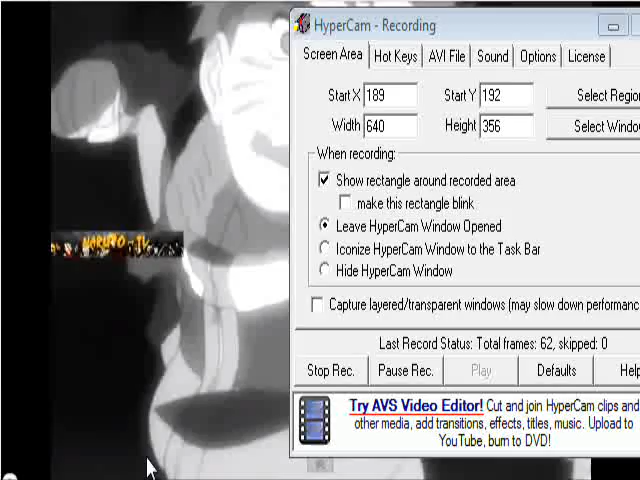 HyperCam - Recording
Screen Area Hot Keys AVI File Sound Options License
Start X 189 Start Y 192 Select Region
Width 640 Height 356 Select Window
When recording:
Show rectangle around recorded area
make this rectangle blink
Leave HyperCam Window Opened
Iconize HyperCam Window to the Task Bar
Hide HyperCam Window
Capture layered/transparent windows (may slow down performance
Last Record Status: Total frames: 62, skipped: 0
Stop Rec. Pause Rec. Play Defaults Help
NARUTO-TV
Try AVS Video Editor! Cut and join HyperCam clips and
other media, add transitions, effects, titles, music. Upload to
YouTube, burn to DVD!